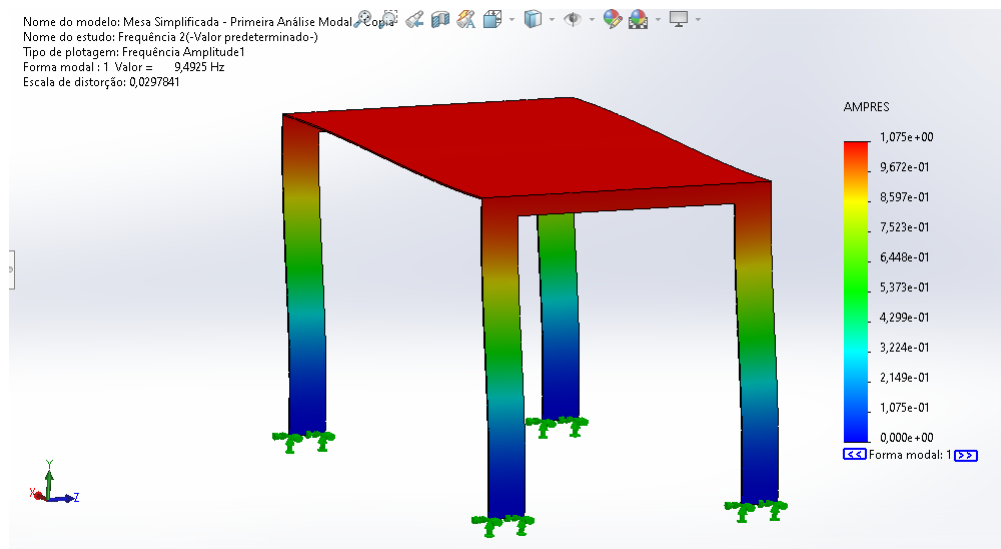 Nome do modelo: Mesa Simplificada - Primeira Análise Modal - Copia
Nome do estudo: Frequência 2(-Valor predeterminado-)
Tipo de plotagem: Frequência Amplitude1
Forma modal : 1 Valor = 9,4925 Hz
Escala de distorção: 0,0297841
AMPRES
1,075e+00
9,672e-01
8,597e-01
7,523e-01
6,448e-01
5,373e-01
4,299e-01
3,224e-01
2,149e-01
1,075e-01
0,000e+00
<< Forma modal: 1 >>
Y
X
Z